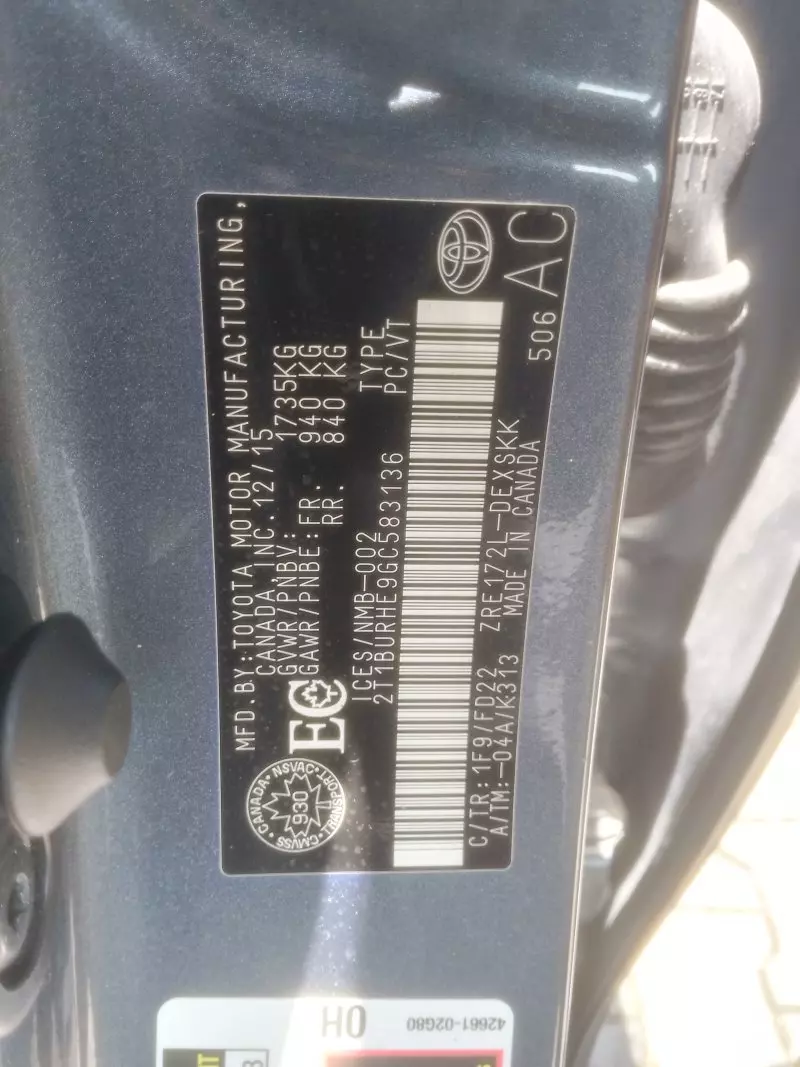 MFD.BY:TOYOTA MOTOR MANUFACTURING,
CANADA,INC.12/15
GVWR/PNBV: 1735KG
GAWR/PNBE:FR. 940 KG
RR. 840 KG
EC
CANADA • NSVAC • TRANSPORT • CMVSS
930
ICES/NMB-002 TYPE
2T1BURHE9GC583136 PC/VT
C/TR:1F9/FD22 ZRE172L-DEXSKK
A/TM:-04A/K313 MADE IN CANADA
506 AC
42661-02G80
0H